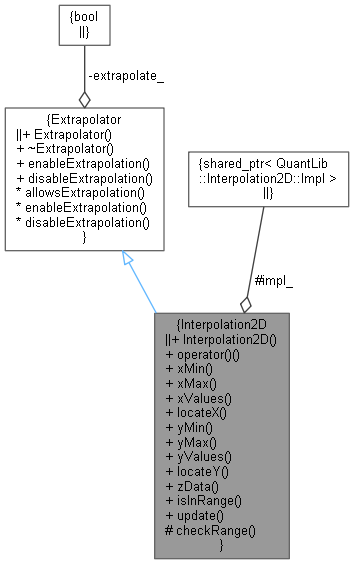 {bool
||}
-extrapolate_
{Extrapolator
||+ Extrapolator()
+ ~Extrapolator()
+ enableExtrapolation()
+ disableExtrapolation()
* allowsExtrapolation()
* enableExtrapolation()
* disableExtrapolation()
}
{shared_ptr< QuantLib
::Interpolation2D::Impl >
||}
#impl_
{Interpolation2D
||+ Interpolation2D()
+ operator()()
+ xMin()
+ xMax()
+ xValues()
+ locateX()
+ yMin()
+ yMax()
+ yValues()
+ locateY()
+ zData()
+ isInRange()
+ update()
# checkRange()
}